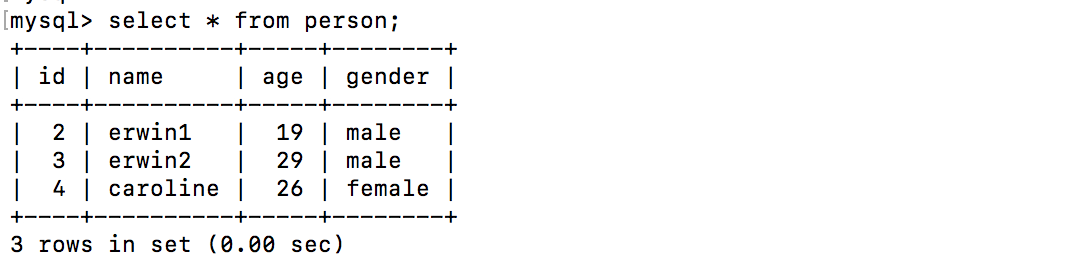 [mysql> select * from person;
+----+----------+-----+--------+
| id | name     | age | gender |
+----+----------+-----+--------+
|  2 | erwin1   |  19 | male   |
|  3 | erwin2   |  29 | male   |
|  4 | caroline |  26 | female |
+----+----------+-----+--------+
3 rows in set (0.00 sec)